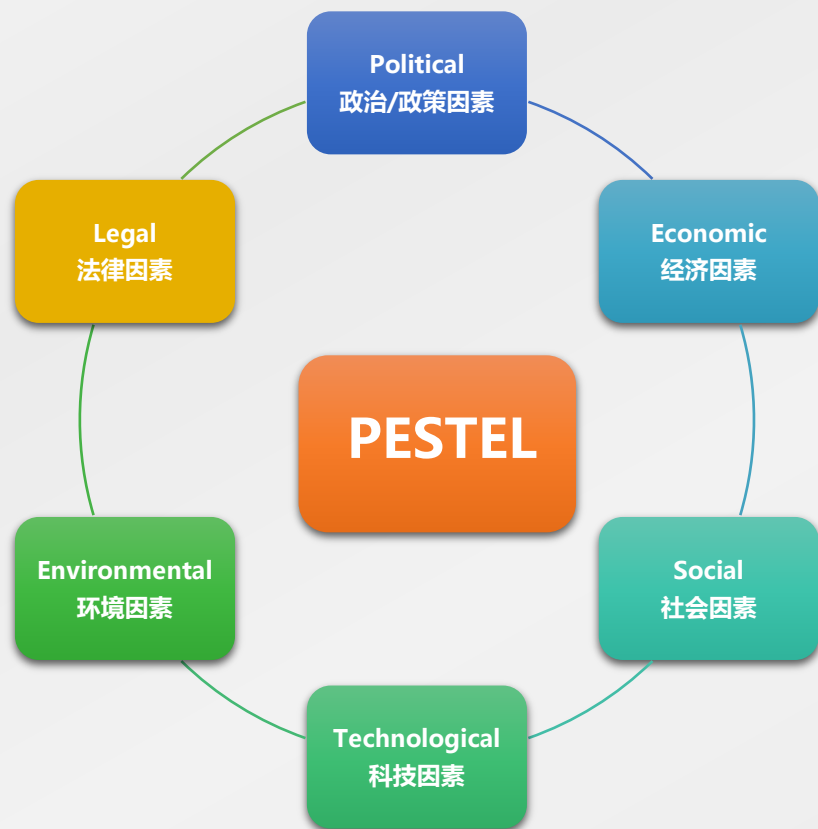 Political
政治/政策因素
Legal
法律因素
Economic
经济因素
PESTEL
Environmental
环境因素
Social
社会因素
Technological
科技因素